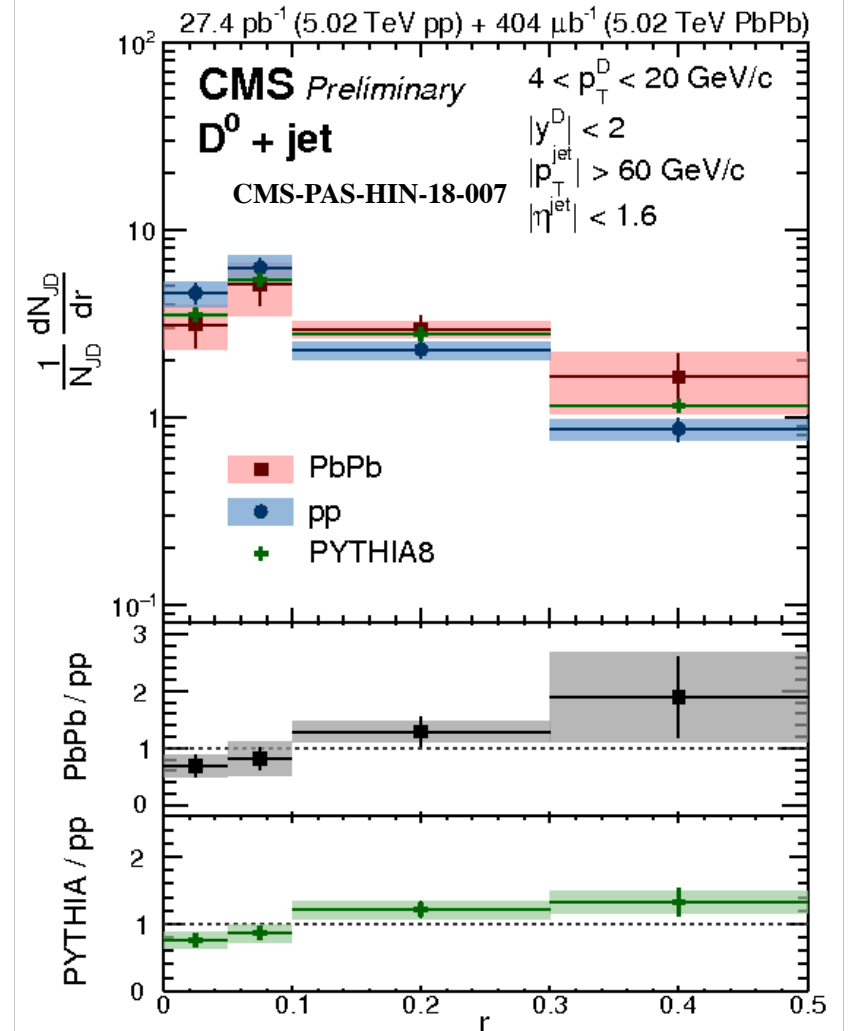 27.4 pb⁻¹ (5.02 TeV pp) + 404 μb⁻¹ (5.02 TeV PbPb)
CMS Preliminary
D⁰ + jet
CMS-PAS-HIN-18-007
4 < p_T^D < 20 GeV/c
|y^D| < 2
|p_T^jet| > 60 GeV/c
|η^jet| < 1.6
1/N_JD dN_JD/dr
10²
10
1
10⁻¹
PbPb
pp
PYTHIA8
PbPb / pp
3
2
1
0
PYTHIA / pp
2
1
0
0 0.1 0.2 0.3 0.4 0.5
r